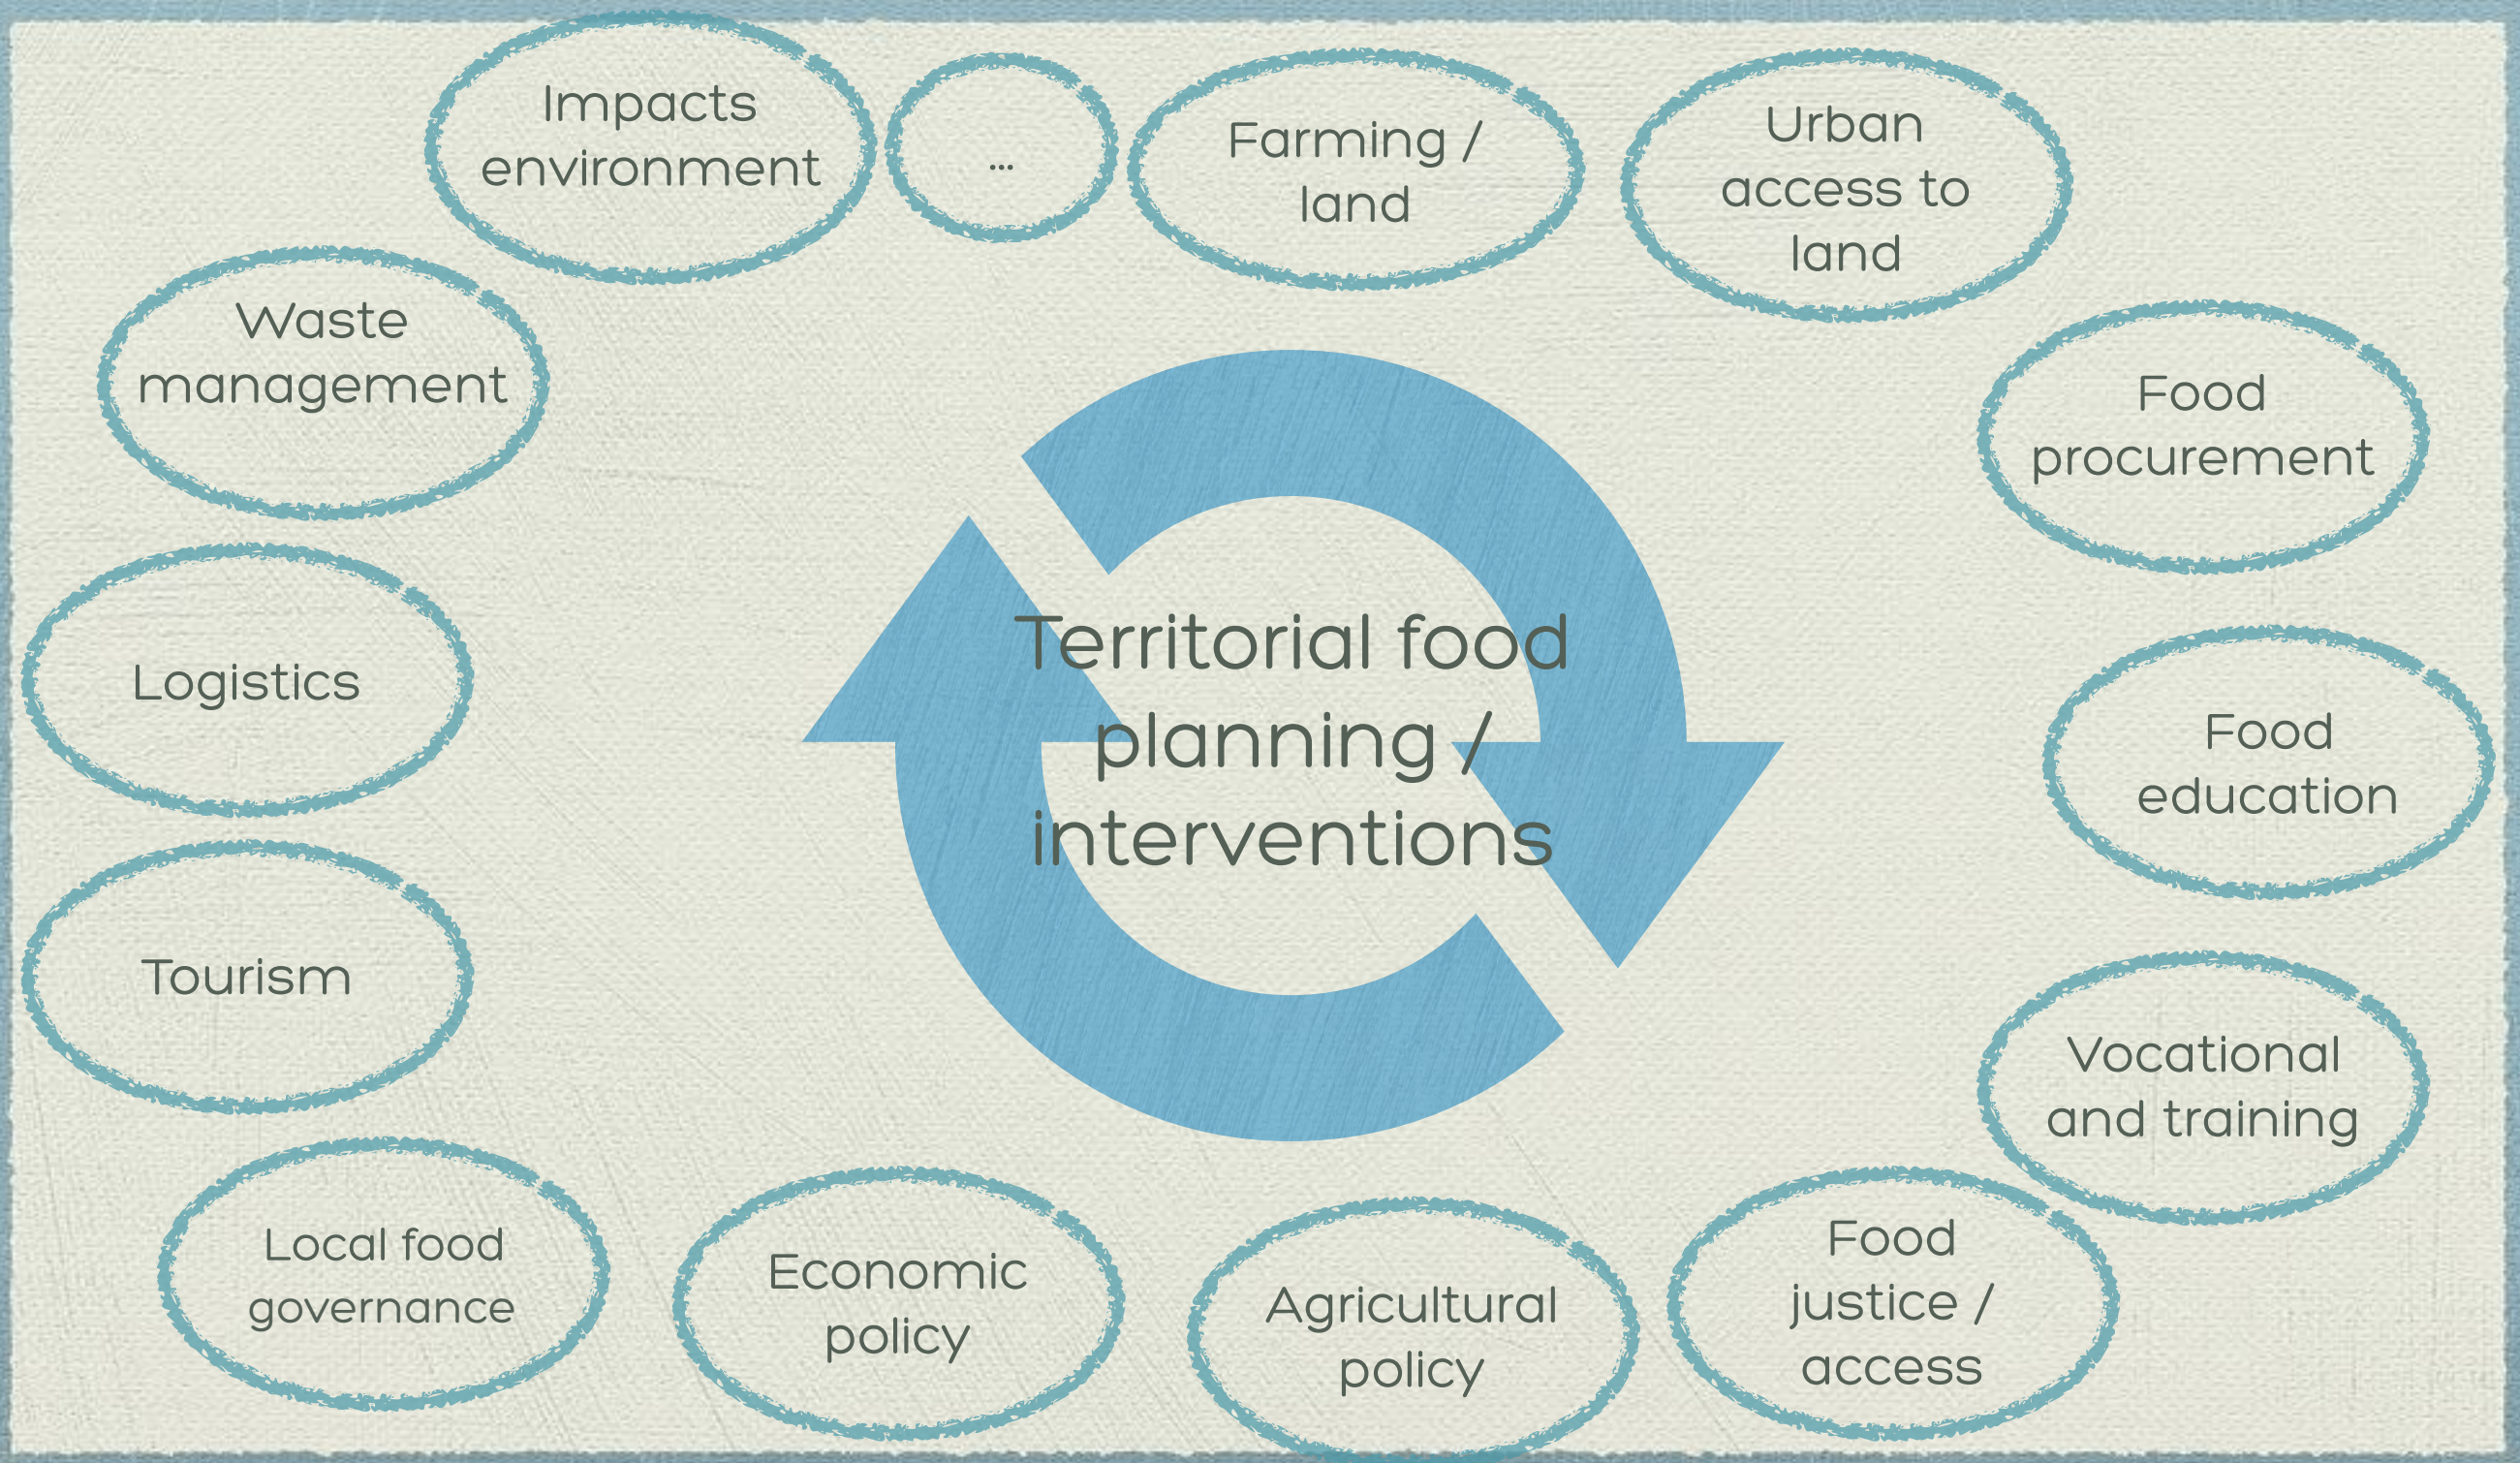 Impacts
environment
...
Farming /
land
Urban
access to
land
Waste
management
Food
procurement
Logistics
Territorial food
planning /
interventions
Food
education
Tourism
Vocational
and training
Local food
governance
Economic
policy
Agricultural
policy
Food
justice /
access